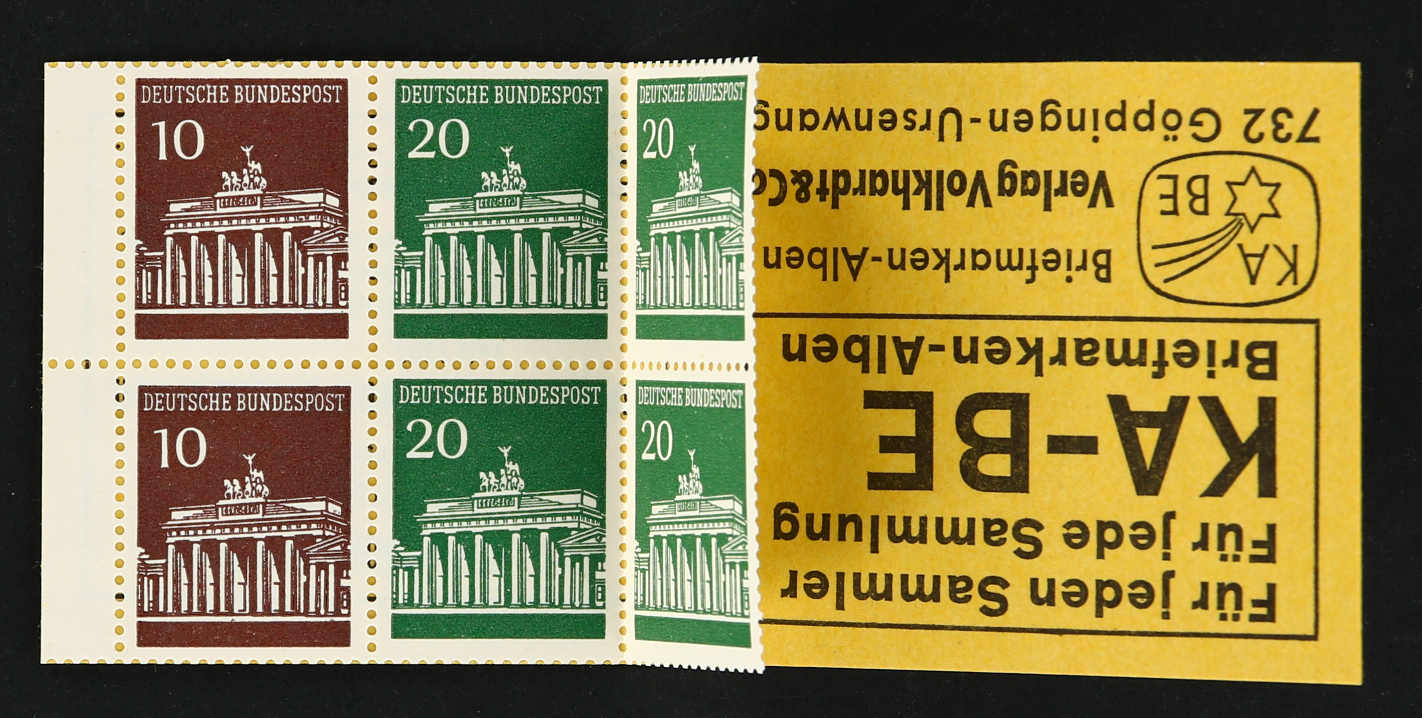 DEUTSCHE BUNDESPOST
10
DEUTSCHE BUNDESPOST
20
DEUTSCHE BUNDESPOST
20
DEUTSCHE BUNDESPOST
10
DEUTSCHE BUNDESPOST
20
DEUTSCHE BUNDESPOST
20
Für jeden Sammler
Für jede Sammlung
KA-BE
Briefmarken-Alben
KA
BE
Briefmarken-Alben
Verlag Volkhardt&Co
732 Göppingen-Ursenwang